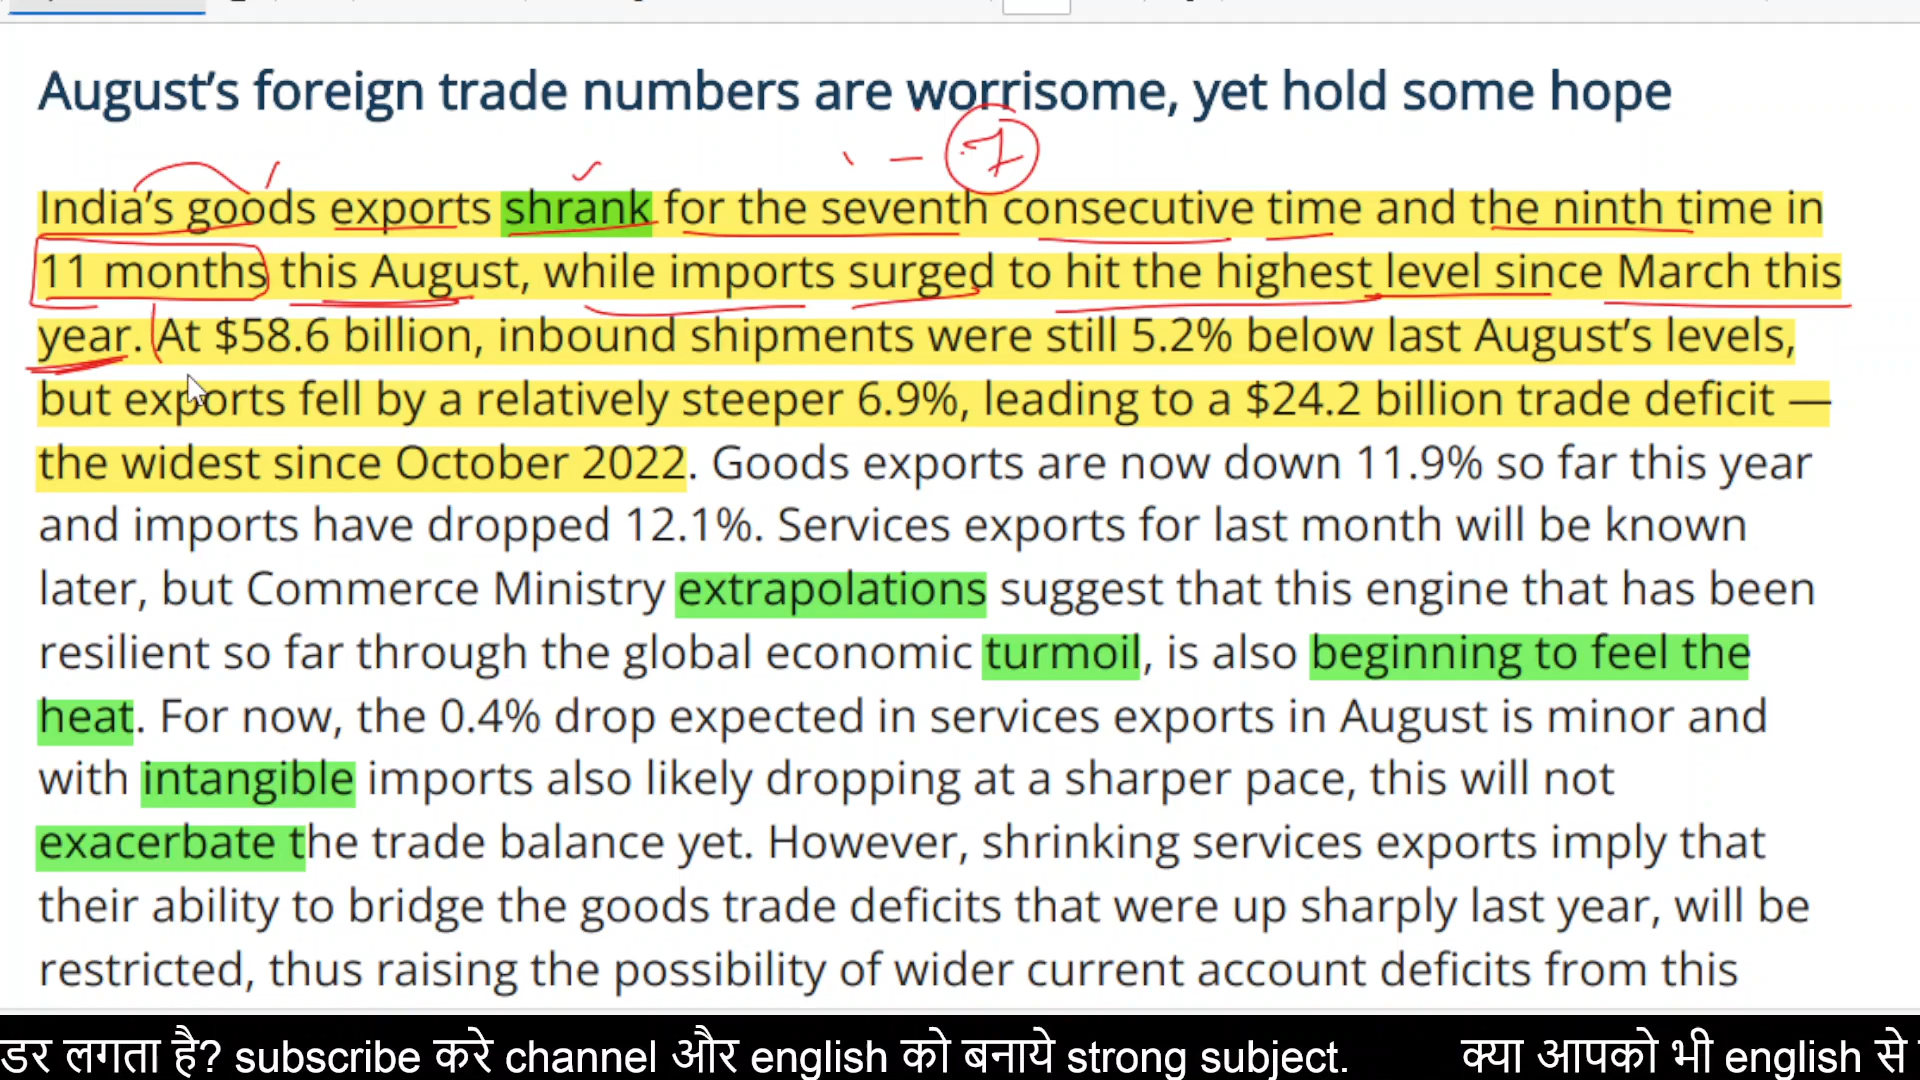 August's foreign trade numbers are worrisome, yet hold some hope
7
India's goods exports shrank for the seventh consecutive time and the ninth time in
11 months this August, while imports surged to hit the highest level since March this
year. At $58.6 billion, inbound shipments were still 5.2% below last August's levels,
but exports fell by a relatively steeper 6.9%, leading to a $24.2 billion trade deficit —
the widest since October 2022. Goods exports are now down 11.9% so far this year
and imports have dropped 12.1%. Services exports for last month will be known
later, but Commerce Ministry extrapolations suggest that this engine that has been
resilient so far through the global economic turmoil, is also beginning to feel the
heat. For now, the 0.4% drop expected in services exports in August is minor and
with intangible imports also likely dropping at a sharper pace, this will not
exacerbate the trade balance yet. However, shrinking services exports imply that
their ability to bridge the goods trade deficits that were up sharply last year, will be
restricted, thus raising the possibility of wider current account deficits from this
डर लगता है? subscribe करे channel और english को बनाये strong subject. क्या आपको भी english से